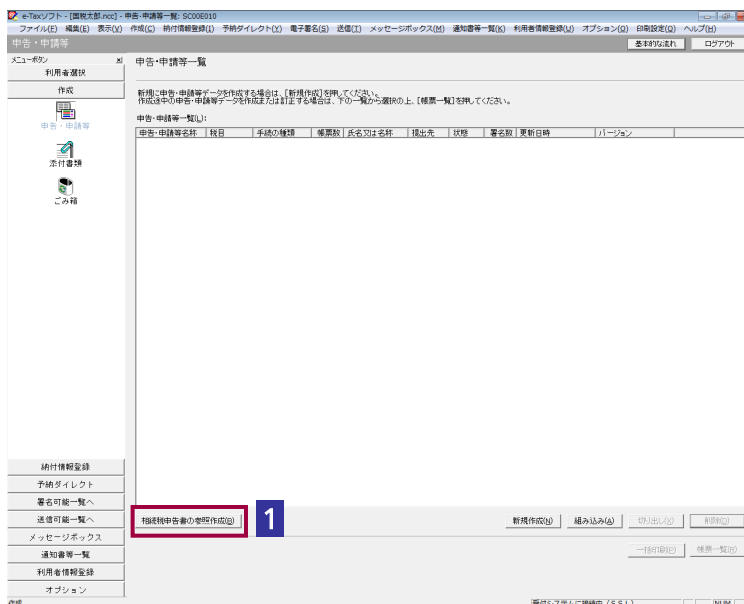 e-Taxソフト - [国税太郎.ncc] - 申告・申請等一覧: SC00E010
ファイル(F) 編集(E) 表示(V) 作成(C) 納付情報登録(I) 予納ダイレクト(Y) 電子署名(S) 送信(T) メッセージボックス(M) 通知書等一覧(K) 利用者情報登録(U) オプション(O) 印刷設定(Q) ヘルプ(H)
申告・申請等 基本的な流れ ログアウト
メニューボタン
利用者選択
作成
申告・申請等
添付書類
ごみ箱
申告・申請等一覧
新規に申告・申請等データを作成する場合は、[新規作成]を押してください。
作成途中の申告・申請等データを作成または訂正する場合は、下の一覧から選択の上、[帳票一覧]を押してください。
申告・申請等一覧(L):
申告・申請等名称 税目 手続の種類 帳票数 氏名又は名称 提出先 状態 署名数 更新日時 バージョン
納付情報登録
予納ダイレクト
署名可能一覧へ
送信可能一覧へ
メッセージボックス
通知書等一覧
利用者情報登録
オプション
相続税申告書の参照作成(B) 1 新規作成(N) 組み込み(A) 切り出し(X) 削除(D)
一括印刷(P) 帳票一覧(R)
作成 受付システムに接続中 (SSL) NUM